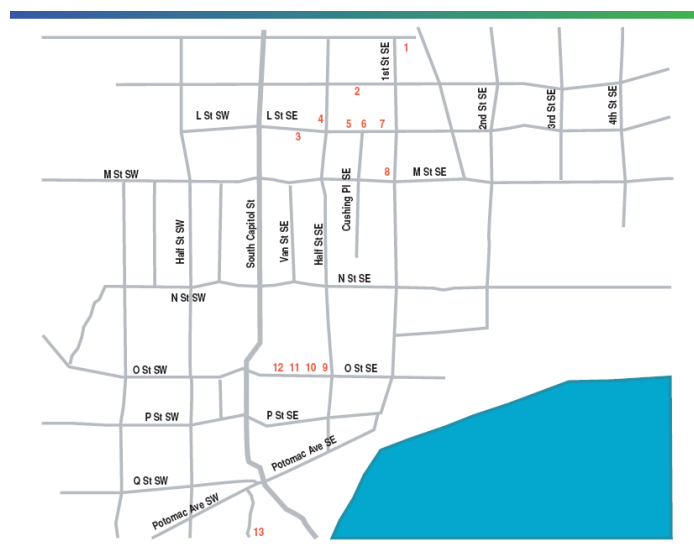 1
1st St SE
2
2nd St SE
3rd St SE
4th St SE
L St SW
L St SE
4
5
6
7
3
M St SW
8
M St SE
Cushing Pl SE
Half St SW
South Capitol St
Van St SE
Half St SE
N St SW
N St SE
O St SW
12
11
10
9
O St SE
P St SW
P St SE
Potomac Ave SE
Q St SW
Potomac Ave SW
13